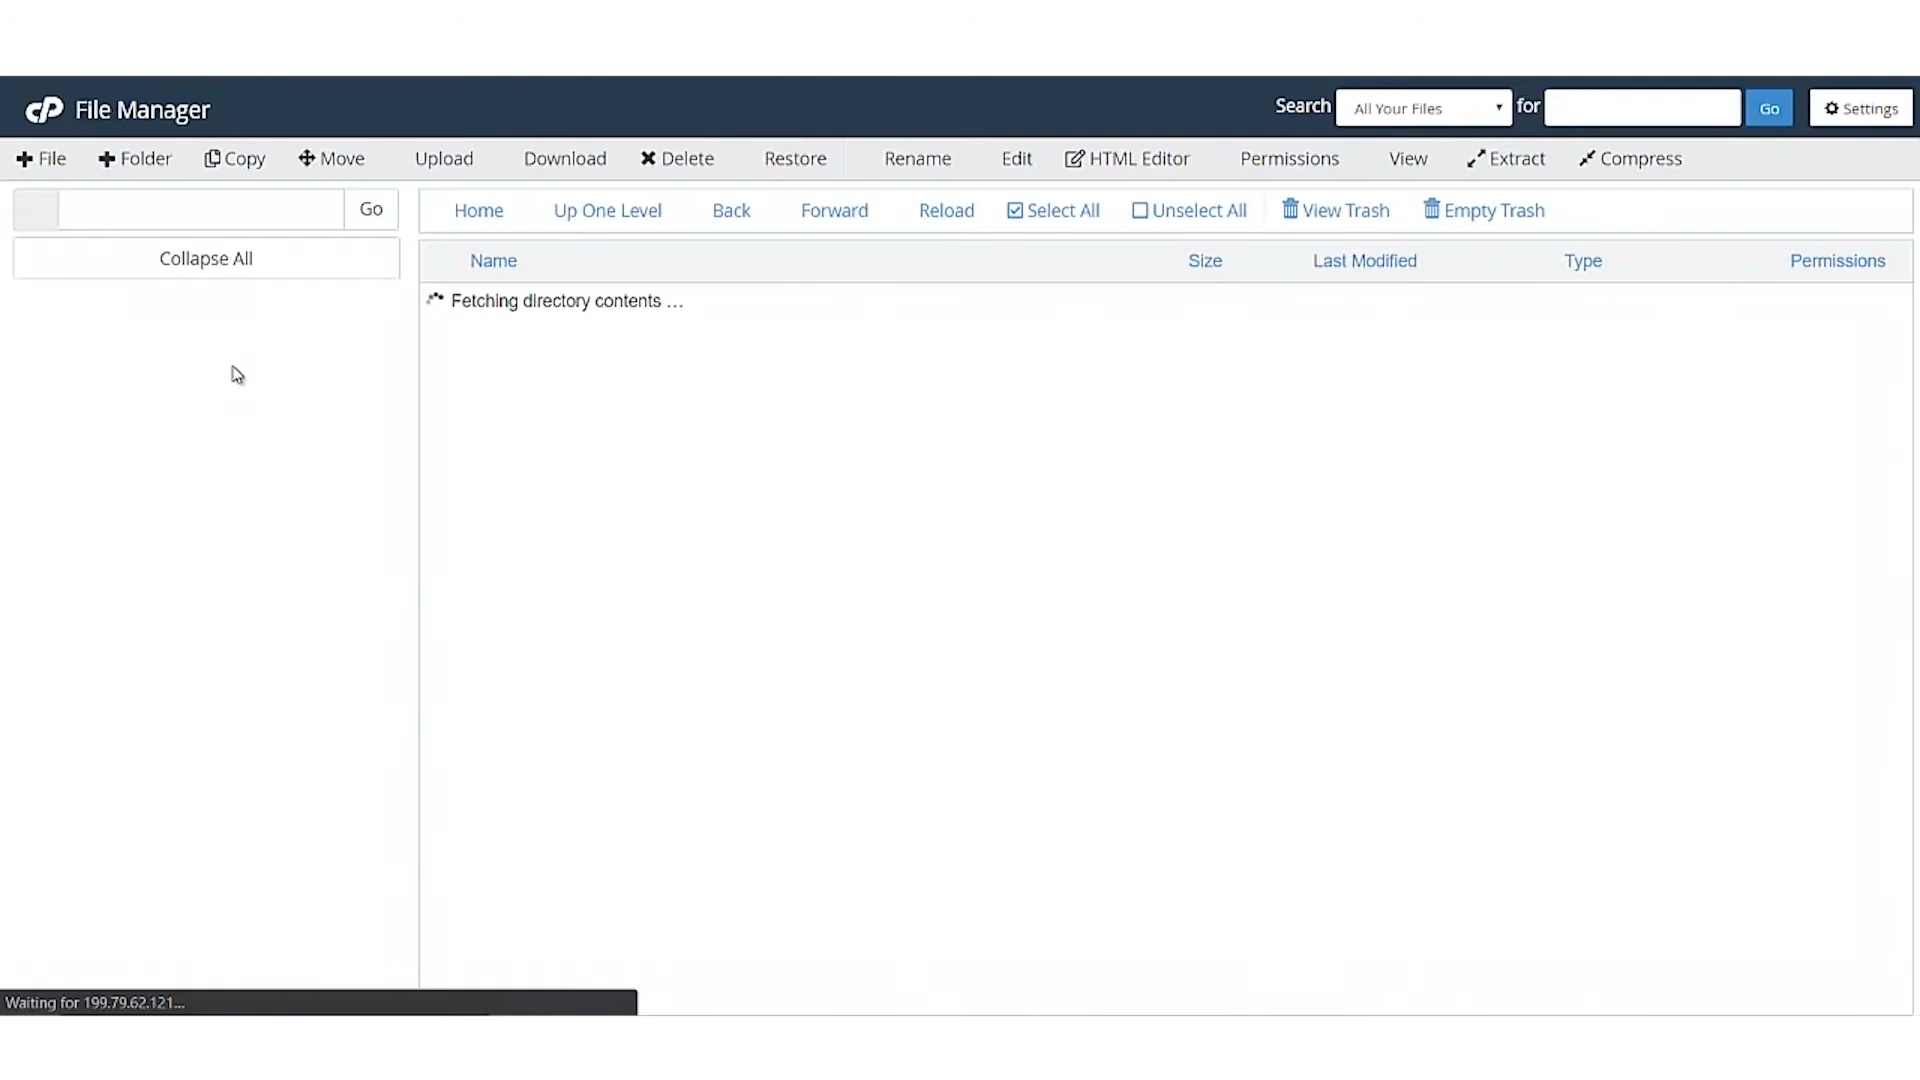 cP File Manager Search All Your Files for Go Settings
File Folder Copy Move Upload Download Delete Restore Rename Edit HTML Editor Permissions View Extract Compress
Go Home Up One Level Back Forward Reload Select All Unselect All View Trash Empty Trash
Collapse All
Name Size Last Modified Type Permissions
Fetching directory contents ...
Waiting for 199.79.62.121...